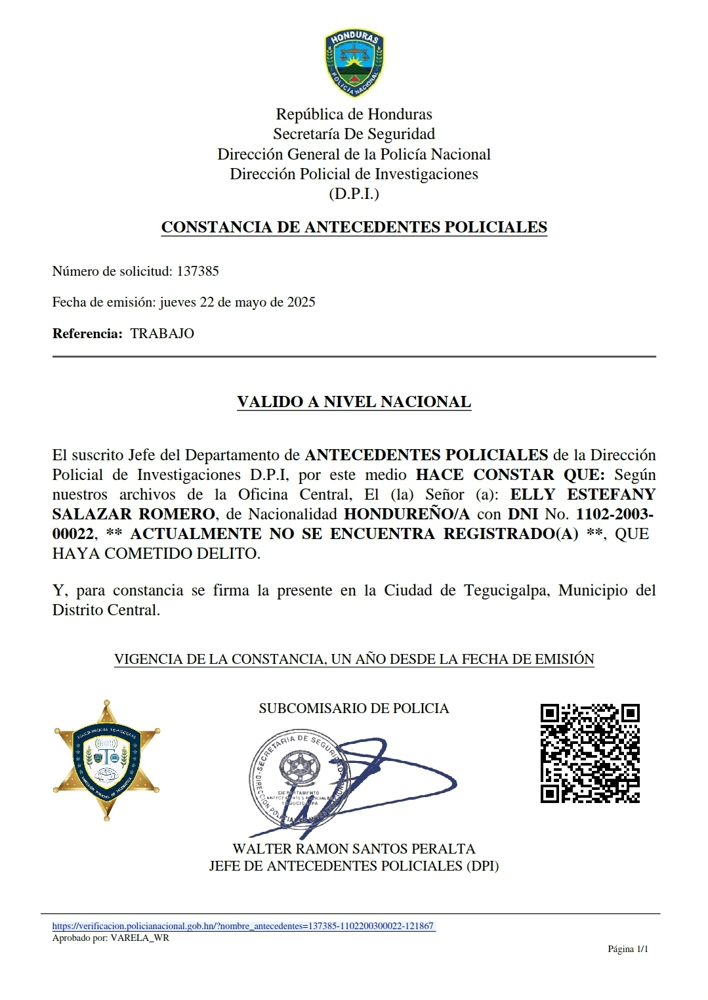 HONDURAS
POLICÍA NACIONAL
República de Honduras
Secretaría De Seguridad
Dirección General de la Policía Nacional
Dirección Policial de Investigaciones
(D.P.I.)
CONSTANCIA DE ANTECEDENTES POLICIALES
Número de solicitud: 137385
Fecha de emisión: jueves 22 de mayo de 2025
Referencia: TRABAJO
VALIDO A NIVEL NACIONAL
El suscrito Jefe del Departamento de ANTECEDENTES POLICIALES de la Dirección
Policial de Investigaciones D.P.I, por este medio HACE CONSTAR QUE: Según
nuestros archivos de la Oficina Central, El (la) Señor (a): ELLY ESTEFANY
SALAZAR ROMERO, de Nacionalidad HONDUREÑO/A con DNI No. 1102-2003-
00022, ** ACTUALMENTE NO SE ENCUENTRA REGISTRADO(A) **, QUE
HAYA COMETIDO DELITO.
Y, para constancia se firma la presente en la Ciudad de Tegucigalpa, Municipio del
Distrito Central.
VIGENCIA DE LA CONSTANCIA, UN AÑO DESDE LA FECHA DE EMISIÓN
SUBCOMISARIO DE POLICIA
POLICIA NACIONAL DE HONDURAS
T
DIRECCIÓN POLICIAL DE TELEMATICA
SECRETARIA DE SEGURIDAD
DEPARTAMENTO
ANTECEDENTES POLICIALES
TEGUCIGALPA
WALTER RAMON SANTOS PERALTA
JEFE DE ANTECEDENTES POLICIALES (DPI)
https://verificacion.policianacional.gob.hn/?nombre_antecedentes=137385-1102200300022-121867
Aprobado por: VARELA_WR
Página 1/1